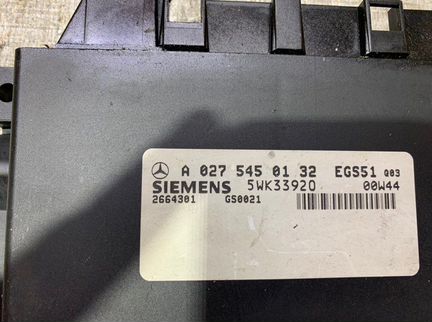 A 027 545 01 32 EGS51 Q03
SIEMENS 5WK33920 00W44
2664301 GS0021